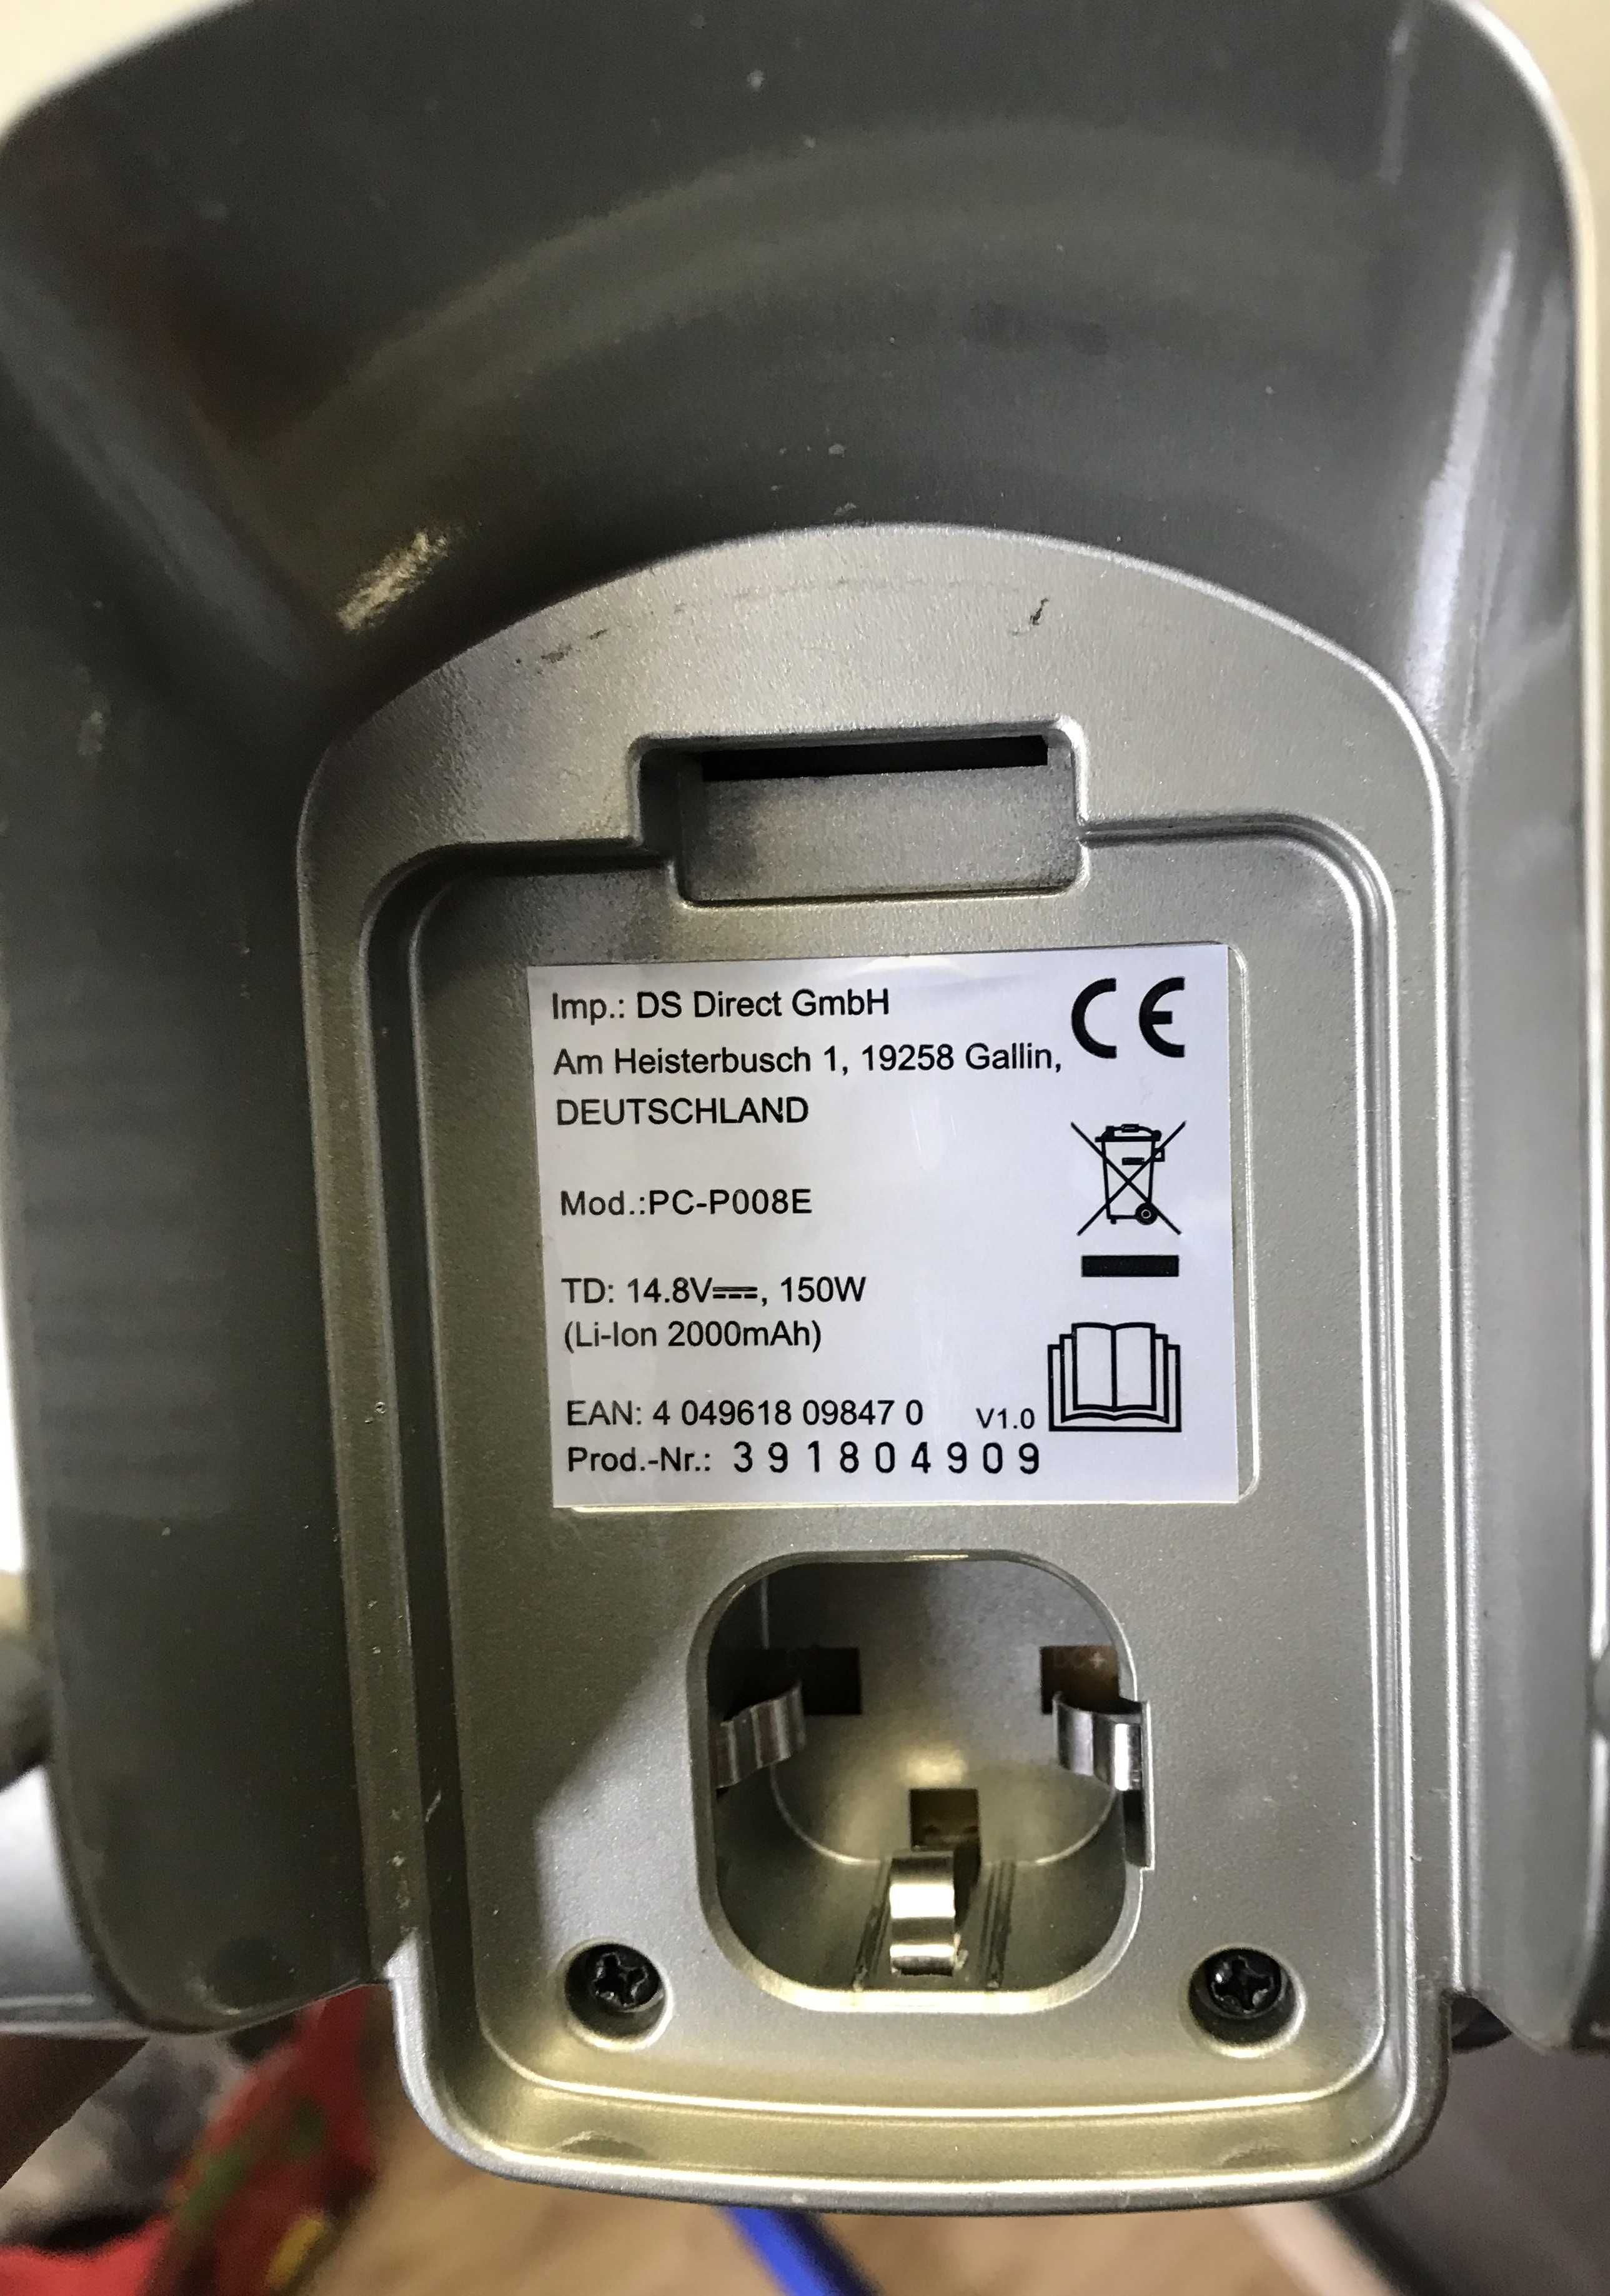 Imp.: DS Direct GmbH
Am Heisterbusch 1, 19258 Gallin,
DEUTSCHLAND
CE
Mod.:PC-P008E
TD: 14.8V⎓, 150W
(Li-Ion 2000mAh)
EAN: 4 049618 09847 0 V1.0
Prod.-Nr.: 391804909
DC+